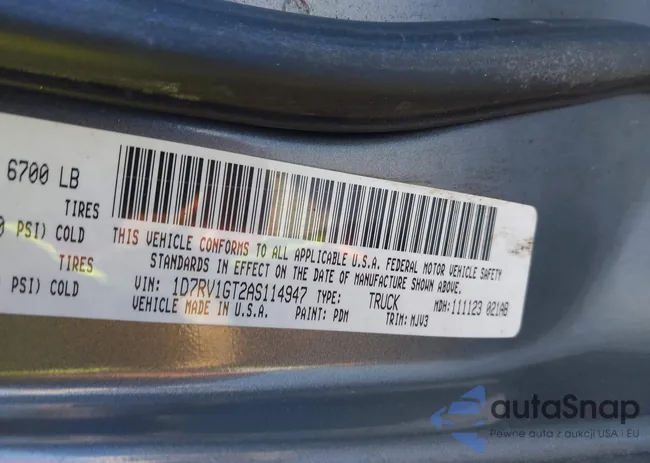 6700 LB
TIRES
PSI) COLD
THIS VEHICLE CONFORMS TO ALL APPLICABLE U.S.A. FEDERAL MOTOR VEHICLE SAFETY
STANDARDS IN EFFECT ON THE DATE OF MANUFACTURE SHOWN ABOVE.
TIRES
PSI) COLD
VIN: 1D7RV1GT2AS114947 TYPE: TRUCK MDH: 111123 021AB
VEHICLE MADE IN U.S.A. PAINT: PDM TRIM: MJV3
autaSnap
Pewne auta z aukcji USA i EU